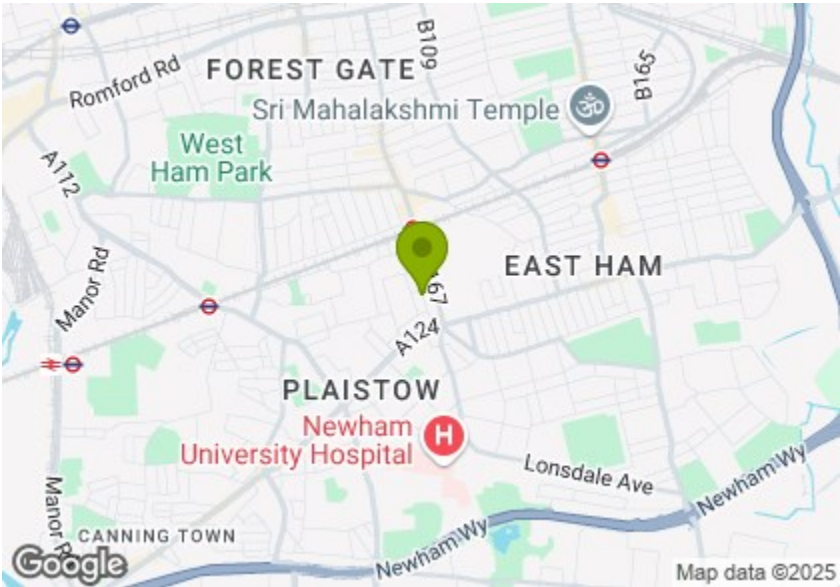 B109
Romford Rd
FOREST GATE
B165
Sri Mahalakshmi Temple
West
Ham Park
A112
Manor Rd
EAST HAM
A124
PLAISTOW
Newham
University Hospital
H
Lonsdale Ave
Newham Wy
Manor
CANNING TOWN
Newham Wy
Google
Map data ©2025